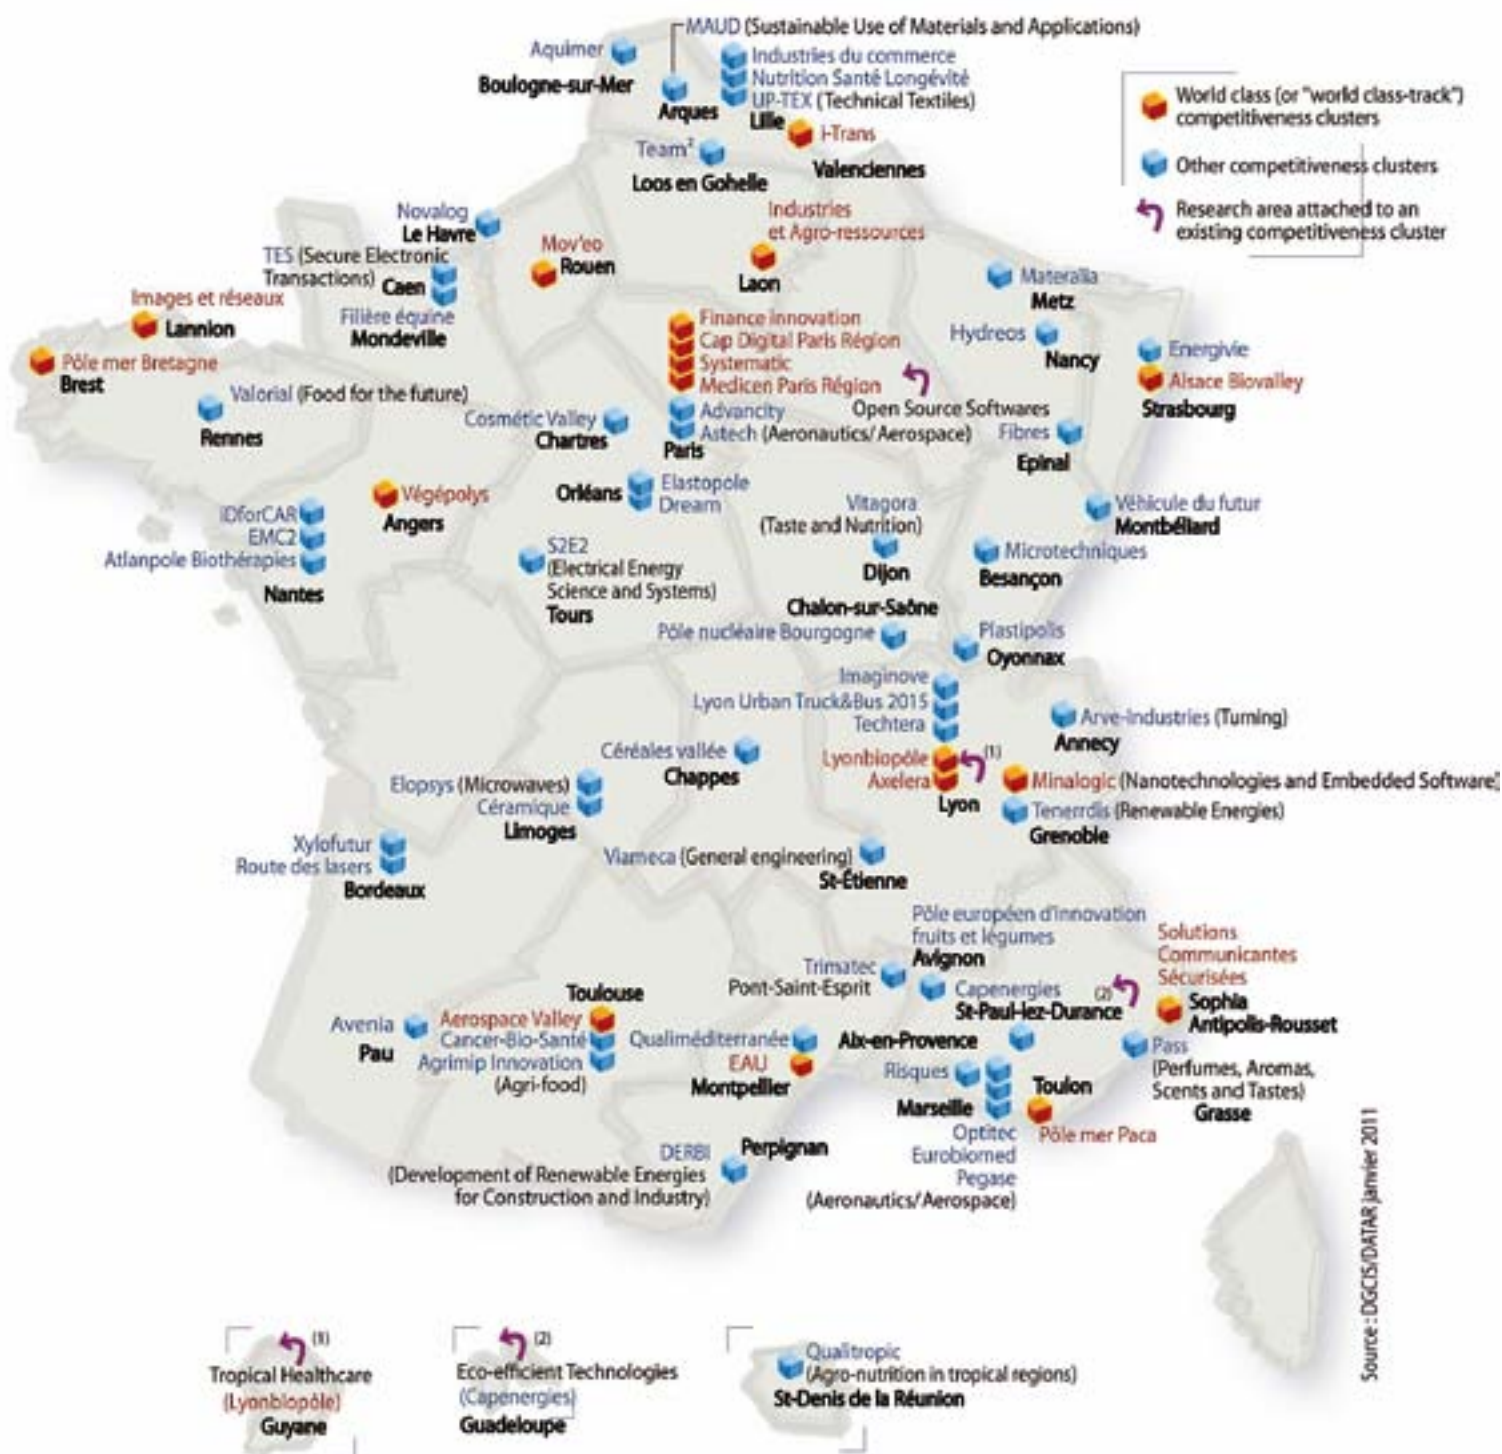 MAUD (Sustainable Use of Materials and Applications)
Aquimer
Boulogne-sur-Mer
Arques
Industries du commerce
Nutrition Santé Longévité
UP-TEX (Technical Textiles)
Lille
I-Trans
Valenciennes
Team²
Loos en Gohelle
World class (or "world class-track")
competitiveness clusters
Other competitiveness clusters
Research area attached to an
existing competitiveness cluster
Novalog
Le Havre
TES (Secure Electronic
Transactions)
Caen
Filière équine
Mondeville
Mov'eo
Rouen
Industries
et Agro-ressources
Laon
Materalia
Metz
Hydreos
Nancy
Energivie
Alsace Biovalley
Strasbourg
Images et réseaux
Lannion
Pôle mer Bretagne
Brest
Valorial (Food for the future)
Rennes
Finance innovation
Cap Digital Paris Région
Systematic
Medicen Paris Région
Advancity
Astech (Aeronautics/Aerospace)
Paris
Open Source Softwares
Cosmétic Valley
Chartres
Fibres
Epinal
Végépolys
Angers
Orléans
Elastopole
Dream
Vitagora
(Taste and Nutrition)
Dijon
Véhicule du futur
Montbéliard
Microtechniques
Besançon
iDforCAR
EMC2
Atlanpole Biothérapies
Nantes
S2E2
(Electrical Energy
Science and Systems)
Tours
Chalon-sur-Saône
Pôle nucléaire Bourgogne
Plastipolis
Oyonnax
Imaginove
Lyon Urban Truck&Bus 2015
Techtera
Lyonbiopôle
(1)
Axelera
Lyon
Arve-industries (Turning)
Annecy
Minalogic (Nanotechnologies and Embedded Software)
Tenerrdis (Renewable Energies)
Grenoble
Céréales vallée
Chappes
Elopsys (Microwaves)
Céramique
Limoges
Xylofutur
Route des lasers
Bordeaux
Viameca (General engineering)
St-Étienne
Pôle européen d'innovation
fruits et légumes
Avignon
Trimatec
Pont-Saint-Esprit
Capenergies
(2)
St-Paul-lez-Durance
Solutions
Communicantes
Sécurisées
Sophia
Antipolis-Rousset
Toulouse
Aerospace Valley
Cancer-Bio-Santé
Agrimip Innovation
(Agri-food)
Avenia
Pau
Qualiméditerranée
EAU
Montpellier
Aix-en-Provence
Risques
Marseille
Optitec
Eurobiomed
Pegase
(Aeronautics/Aerospace)
Toulon
Pôle mer Paca
Pass
(Perfumes, Aromas,
Scents and Tastes)
Grasse
DERBI
Perpignan
(Development of Renewable Energies
for Construction and Industry)
Source : DGCIS/DATAR janvier 2011
(1)
Tropical Healthcare
(Lyonbiopôle)
Guyane
(2)
Eco-efficient Technologies
(Capenergies)
Guadeloupe
Qualitropic
(Agro-nutrition in tropical regions)
St-Denis de la Réunion